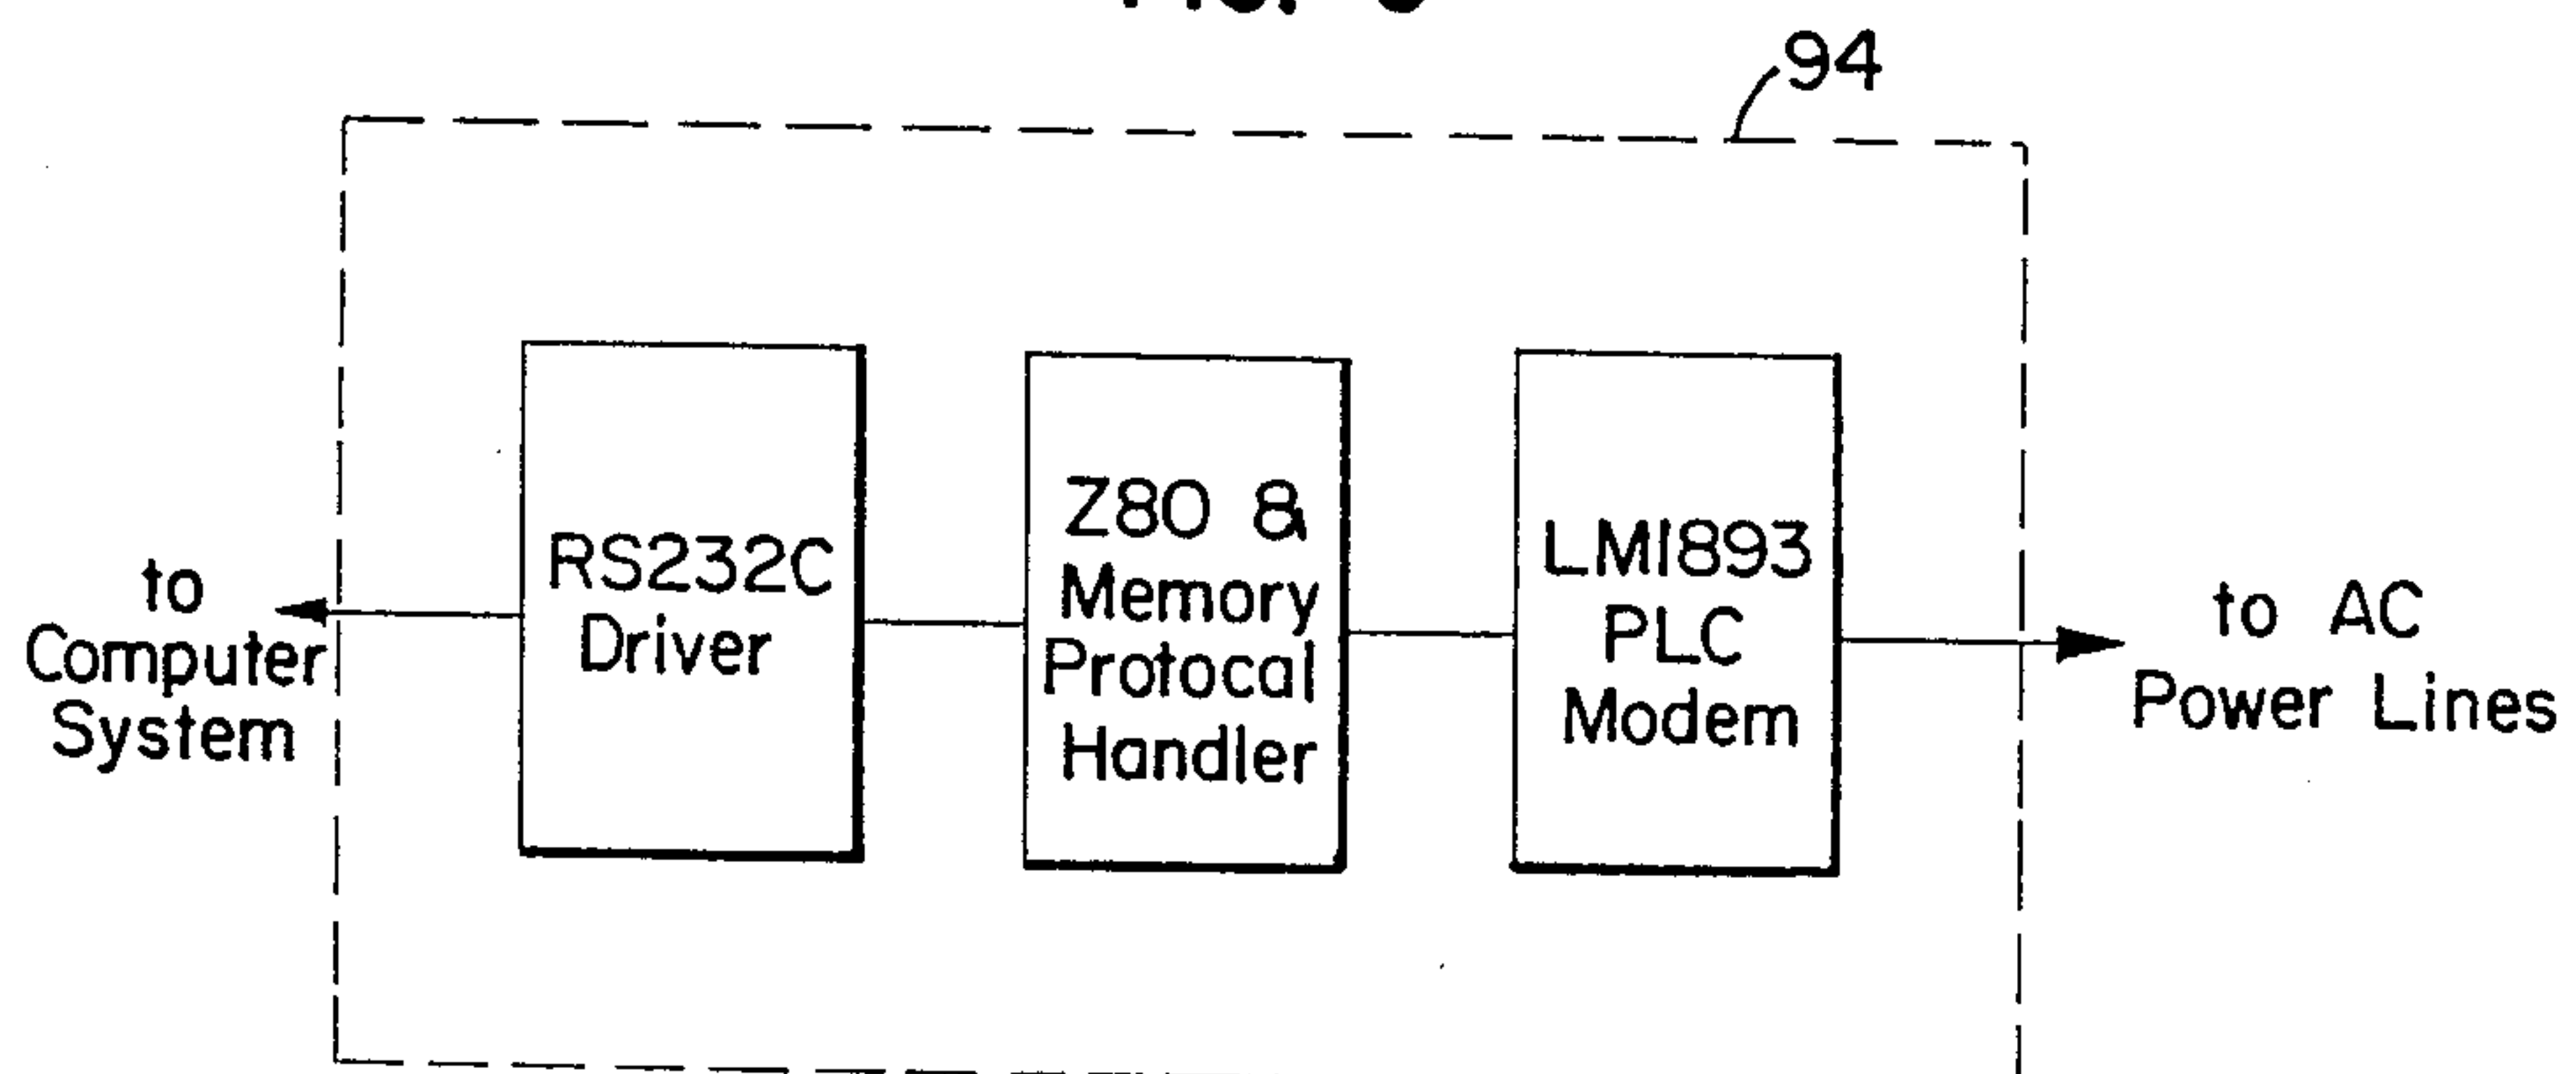 94
to
Computer
System
RS232C
Driver
Z80 &
Memory
Protocal
Handler
LM1893
PLC
Modem
to AC
Power Lines